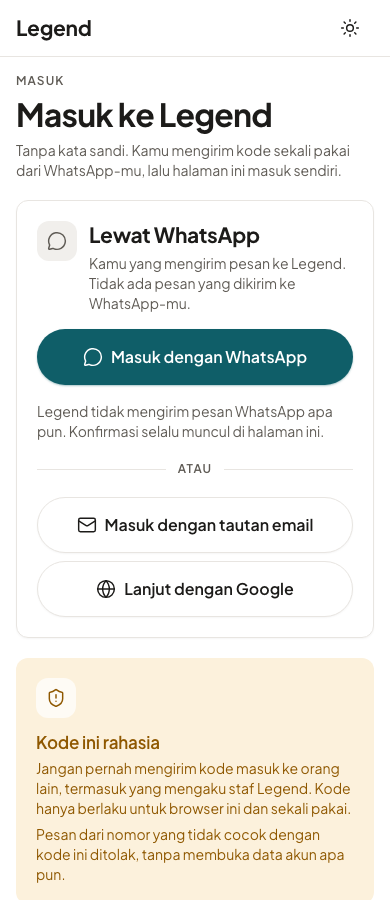 Legend
MASUK
Masuk ke Legend
Tanpa kata sandi. Kamu mengirim kode sekali pakai
dari WhatsApp-mu, lalu halaman ini masuk sendiri.
Lewat WhatsApp
Kamu yang mengirim pesan ke Legend.
Tidak ada pesan yang dikirim ke
WhatsApp-mu.
Masuk dengan WhatsApp
Legend tidak mengirim pesan WhatsApp apa
pun. Konfirmasi selalu muncul di halaman ini.
ATAU
Masuk dengan tautan email
Lanjut dengan Google
Kode ini rahasia
Jangan pernah mengirim kode masuk ke orang
lain, termasuk yang mengaku staf Legend. Kode
hanya berlaku untuk browser ini dan sekali pakai.
Pesan dari nomor yang tidak cocok dengan
kode ini ditolak, tanpa membuka data akun apa
pun.